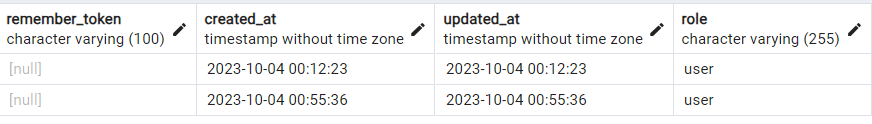 remember_token created_at updated_at role
character varying (100) timestamp without time zone timestamp without time zone character varying (255)
[null] 2023-10-04 00:12:23 2023-10-04 00:12:23 user
[null] 2023-10-04 00:55:36 2023-10-04 00:55:36 user